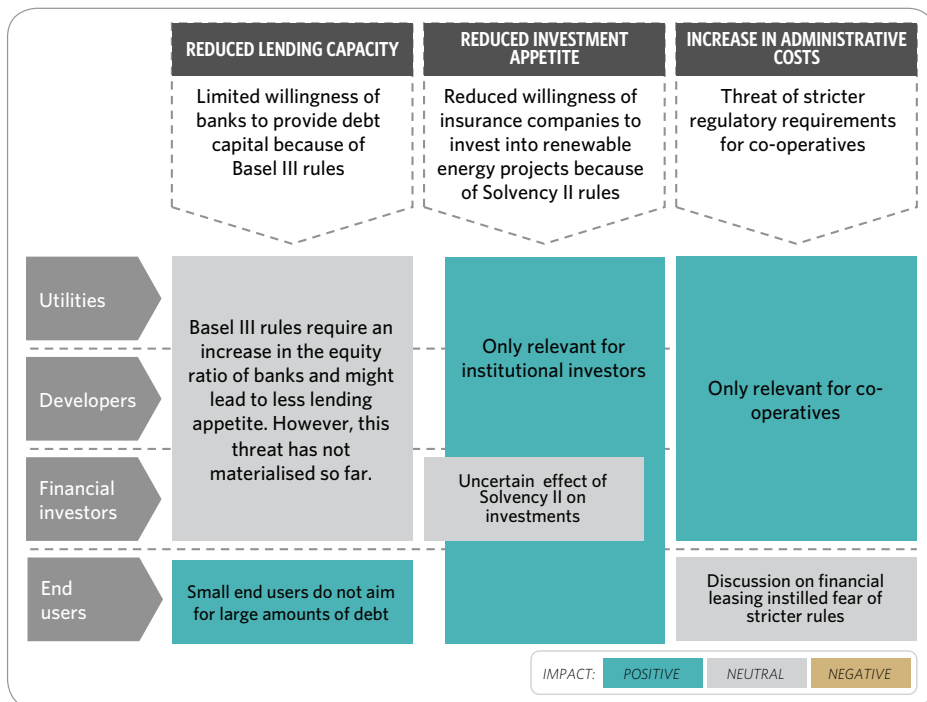 REDUCED LENDING CAPACITY
Limited willingness of
banks to provide debt
capital because of
Basel III rules
REDUCED INVESTMENT
APPETITE
Reduced willingness of
insurance companies to
invest into renewable
energy projects because
of Solvency II rules
INCREASE IN ADMINISTRATIVE
COSTS
Threat of stricter
regulatory requirements
for co-operatives
Utilities
Developers
Financial
investors
End
users
Basel III rules require an
increase in the equity
ratio of banks and might
lead to less lending
appetite. However, this
threat has not
materialised so far.
Small end users do not aim
for large amounts of debt
Only relevant for
institutional investors
Uncertain effect of
Solvency II on
investments
Only relevant for co-
operatives
Discussion on financial
leasing instilled fear of
stricter rules
IMPACT: POSITIVE NEUTRAL NEGATIVE